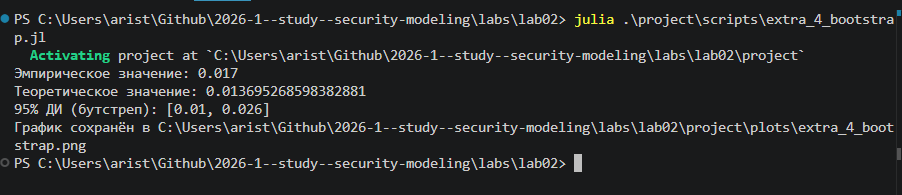 PS C:\Users\arist\Github\2026-1--study--security-modeling\labs\lab02> julia .\project\scripts\extra_4_bootstra
p.jl
  Activating project at `C:\Users\arist\Github\2026-1--study--security-modeling\labs\lab02\project`
Эмпирическое значение: 0.017
Теоретическое значение: 0.013695268598382881
95% ДИ (бутстреп): [0.01, 0.026]
График сохранён в C:\Users\arist\Github\2026-1--study--security-modeling\labs\lab02\project\plots\extra_4_boot
strap.png
PS C:\Users\arist\Github\2026-1--study--security-modeling\labs\lab02>